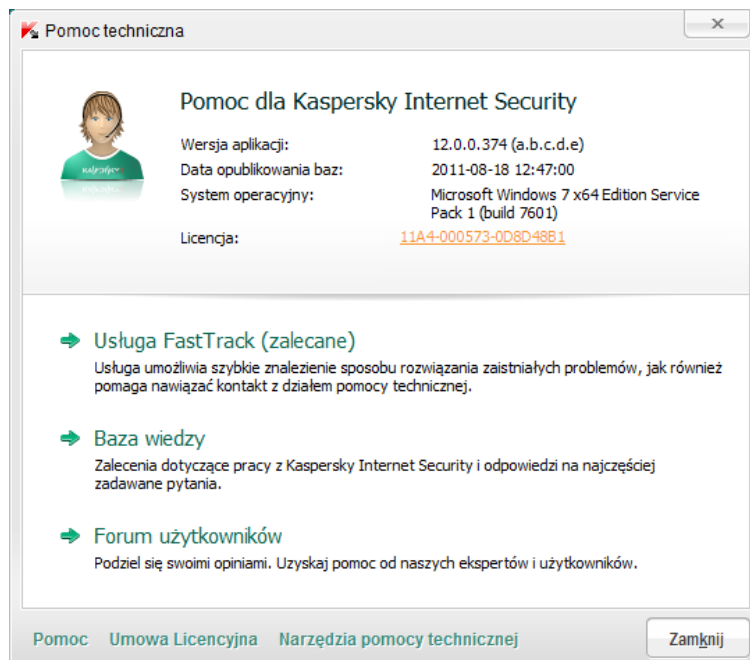 Pomoc techniczna
Pomoc dla Kaspersky Internet Security
Wersja aplikacji: 12.0.0.374 (a.b.c.d.e)
Data opublikowania baz: 2011-08-18 12:47:00
System operacyjny: Microsoft Windows 7 x64 Edition Service
Pack 1 (build 7601)
Licencja: 11A4-000573-0D8D48B1
Usługa FastTrack (zalecane)
Usługa umożliwia szybkie znalezienie sposobu rozwiązania zaistniałych problemów, jak również
pomaga nawiązać kontakt z działem pomocy technicznej.
Baza wiedzy
Zalecenia dotyczące pracy z Kaspersky Internet Security i odpowiedzi na najczęściej
zadawane pytania.
Forum użytkowników
Podziel się swoimi opiniami. Uzyskaj pomoc od naszych ekspertów i użytkowników.
Pomoc Umowa Licencyjna Narzędzia pomocy technicznej Zamknij